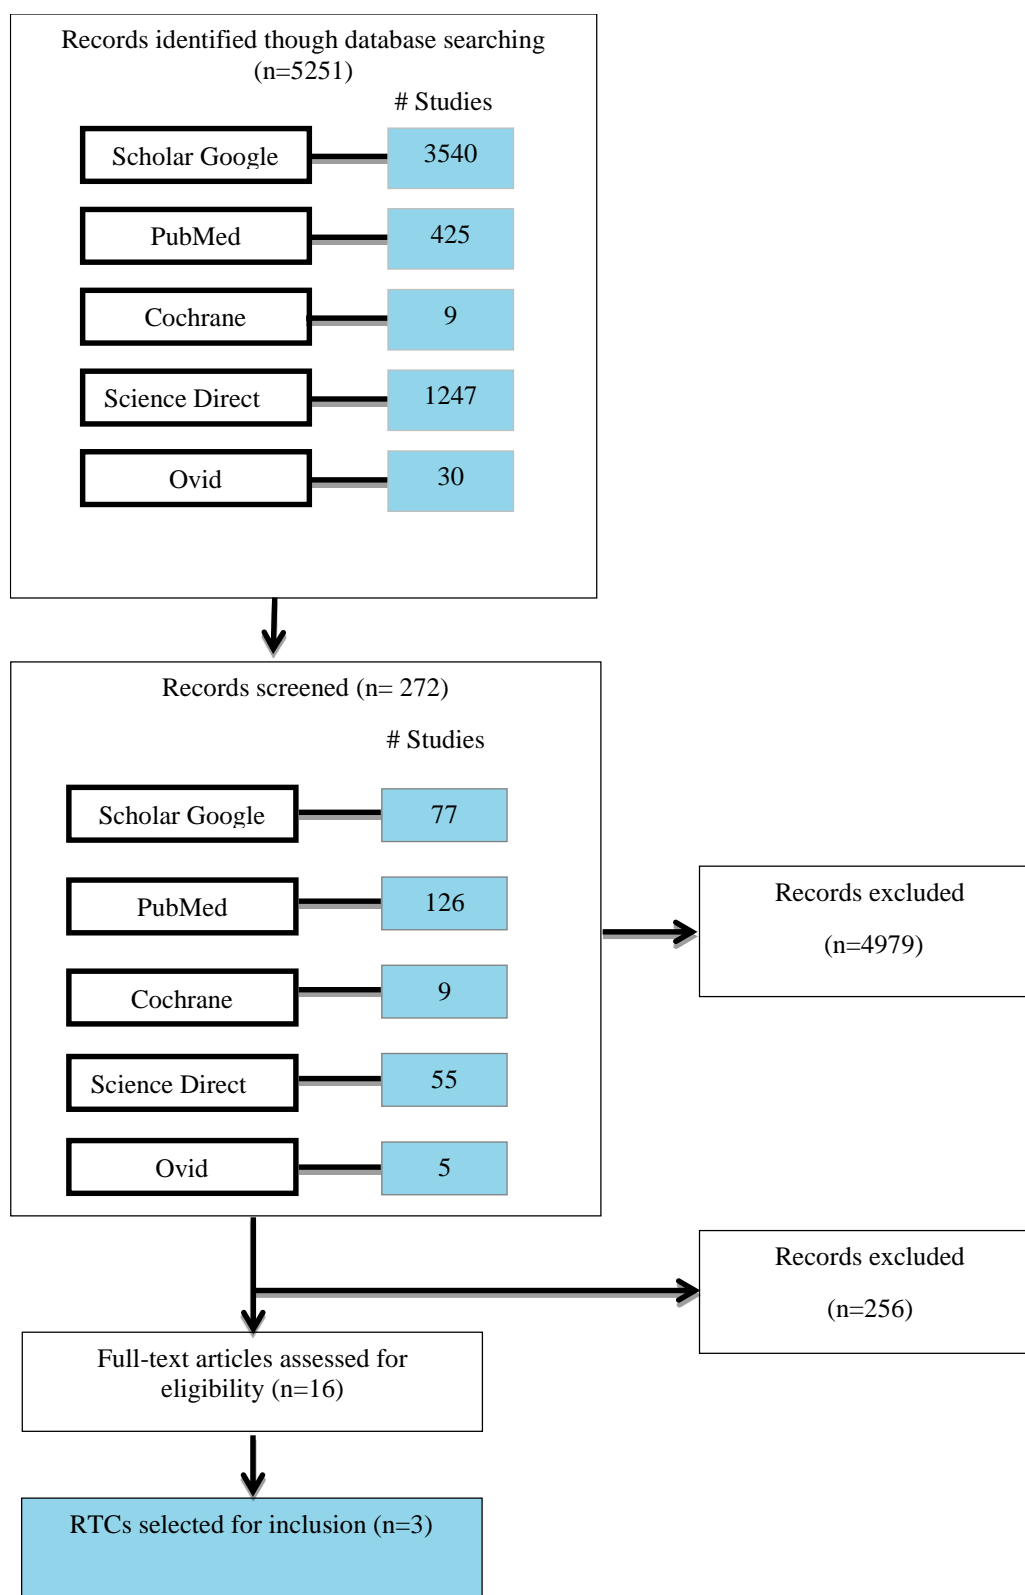 Records identified though database searching
(n=5251)
# Studies
Scholar Google
3540
PubMed
425
Cochrane
9
Science Direct
1247
Ovid
30
Records screened (n= 272)
# Studies
Scholar Google
77
PubMed
126
Cochrane
9
Science Direct
55
Ovid
5
Records excluded
(n=4979)
Records excluded
(n=256)
Full-text articles assessed for
eligibility (n=16)
RTCs selected for inclusion (n=3)